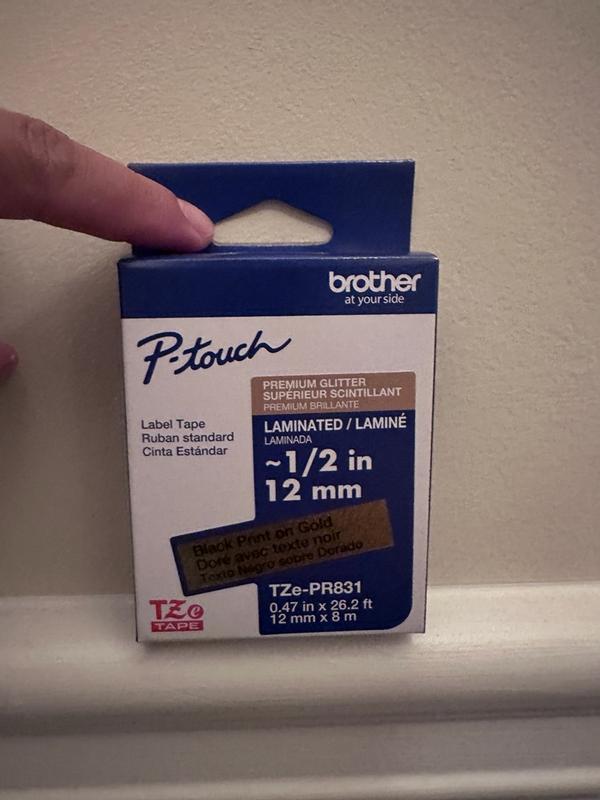 brother
at your side
P-touch
PREMIUM GLITTER
SUPÉRIEUR SCINTILLANT
PREMIUM BRILLANTE
Label Tape
Ruban standard
Cinta Estándar
LAMINATED / LAMINÉ
LAMINADA
~1/2 in
12 mm
Black Print on Gold
Doré avec texte noir
Texto Negro sobre Dorado
TZe-PR831
0.47 in x 26.2 ft
12 mm x 8 m
TZe
TAPE